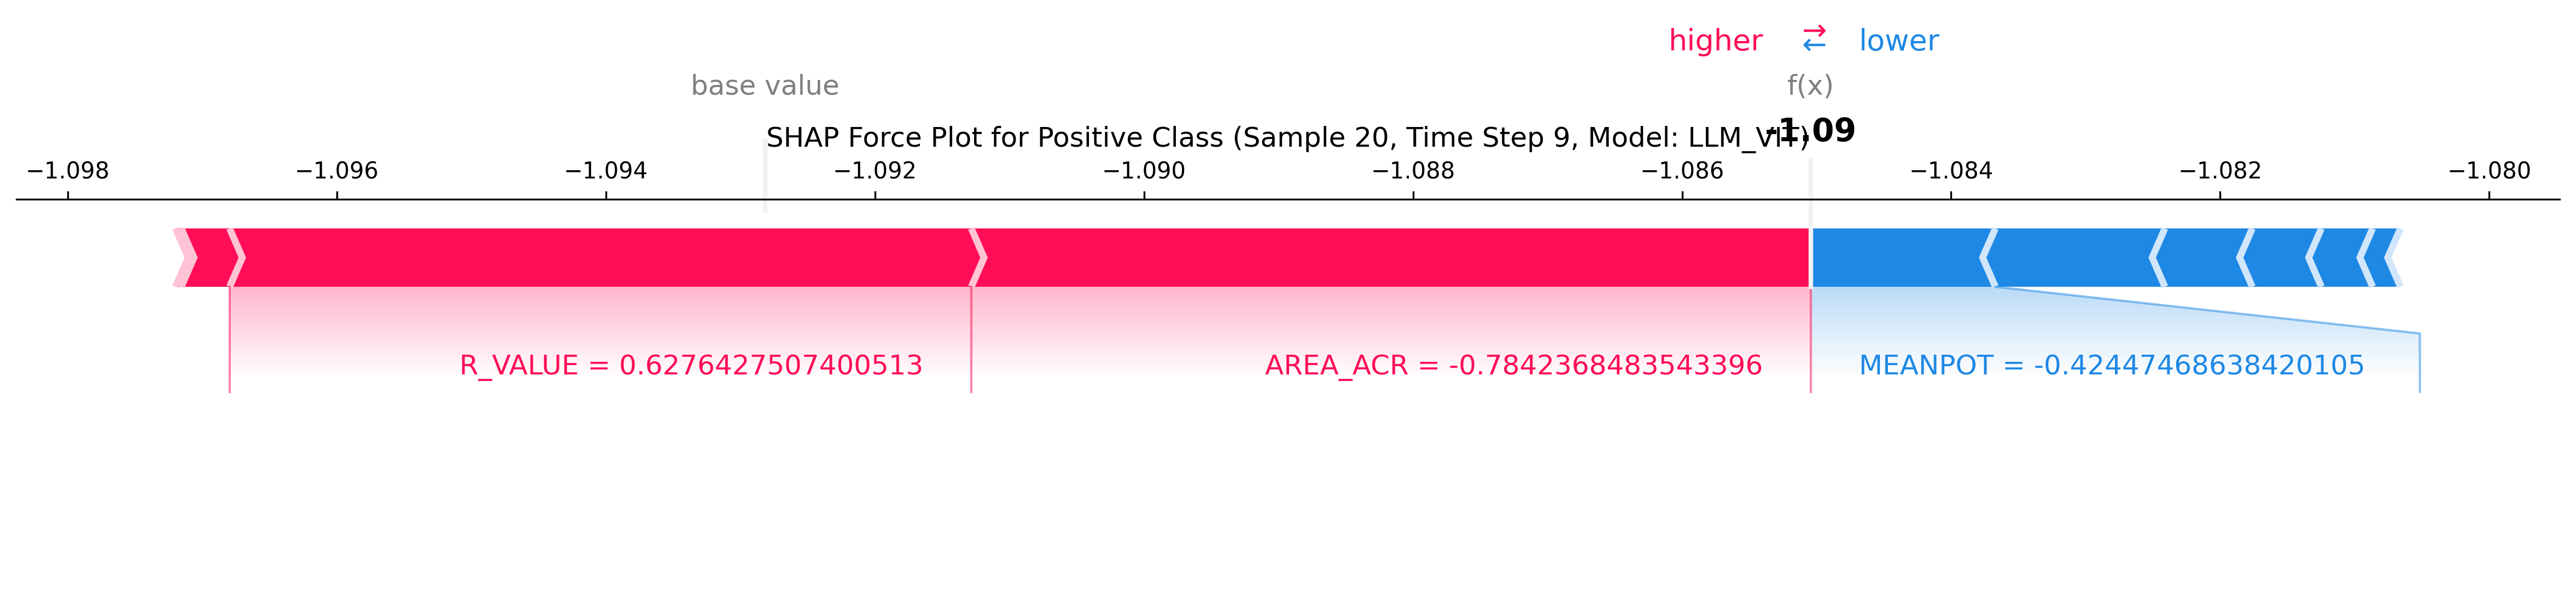 higher ⇄ lower
base value f(x)
SHAP Force Plot for Positive Class (Sample 20, Time Step 9, Model: LLM_VIT) -1.09
−1.098 −1.096 −1.094 −1.092 −1.090 −1.088 −1.086 −1.084 −1.082 −1.080
R_VALUE = 0.6276427507400513 AREA_ACR = -0.7842368483543396 MEANPOT = -0.42447468638420105